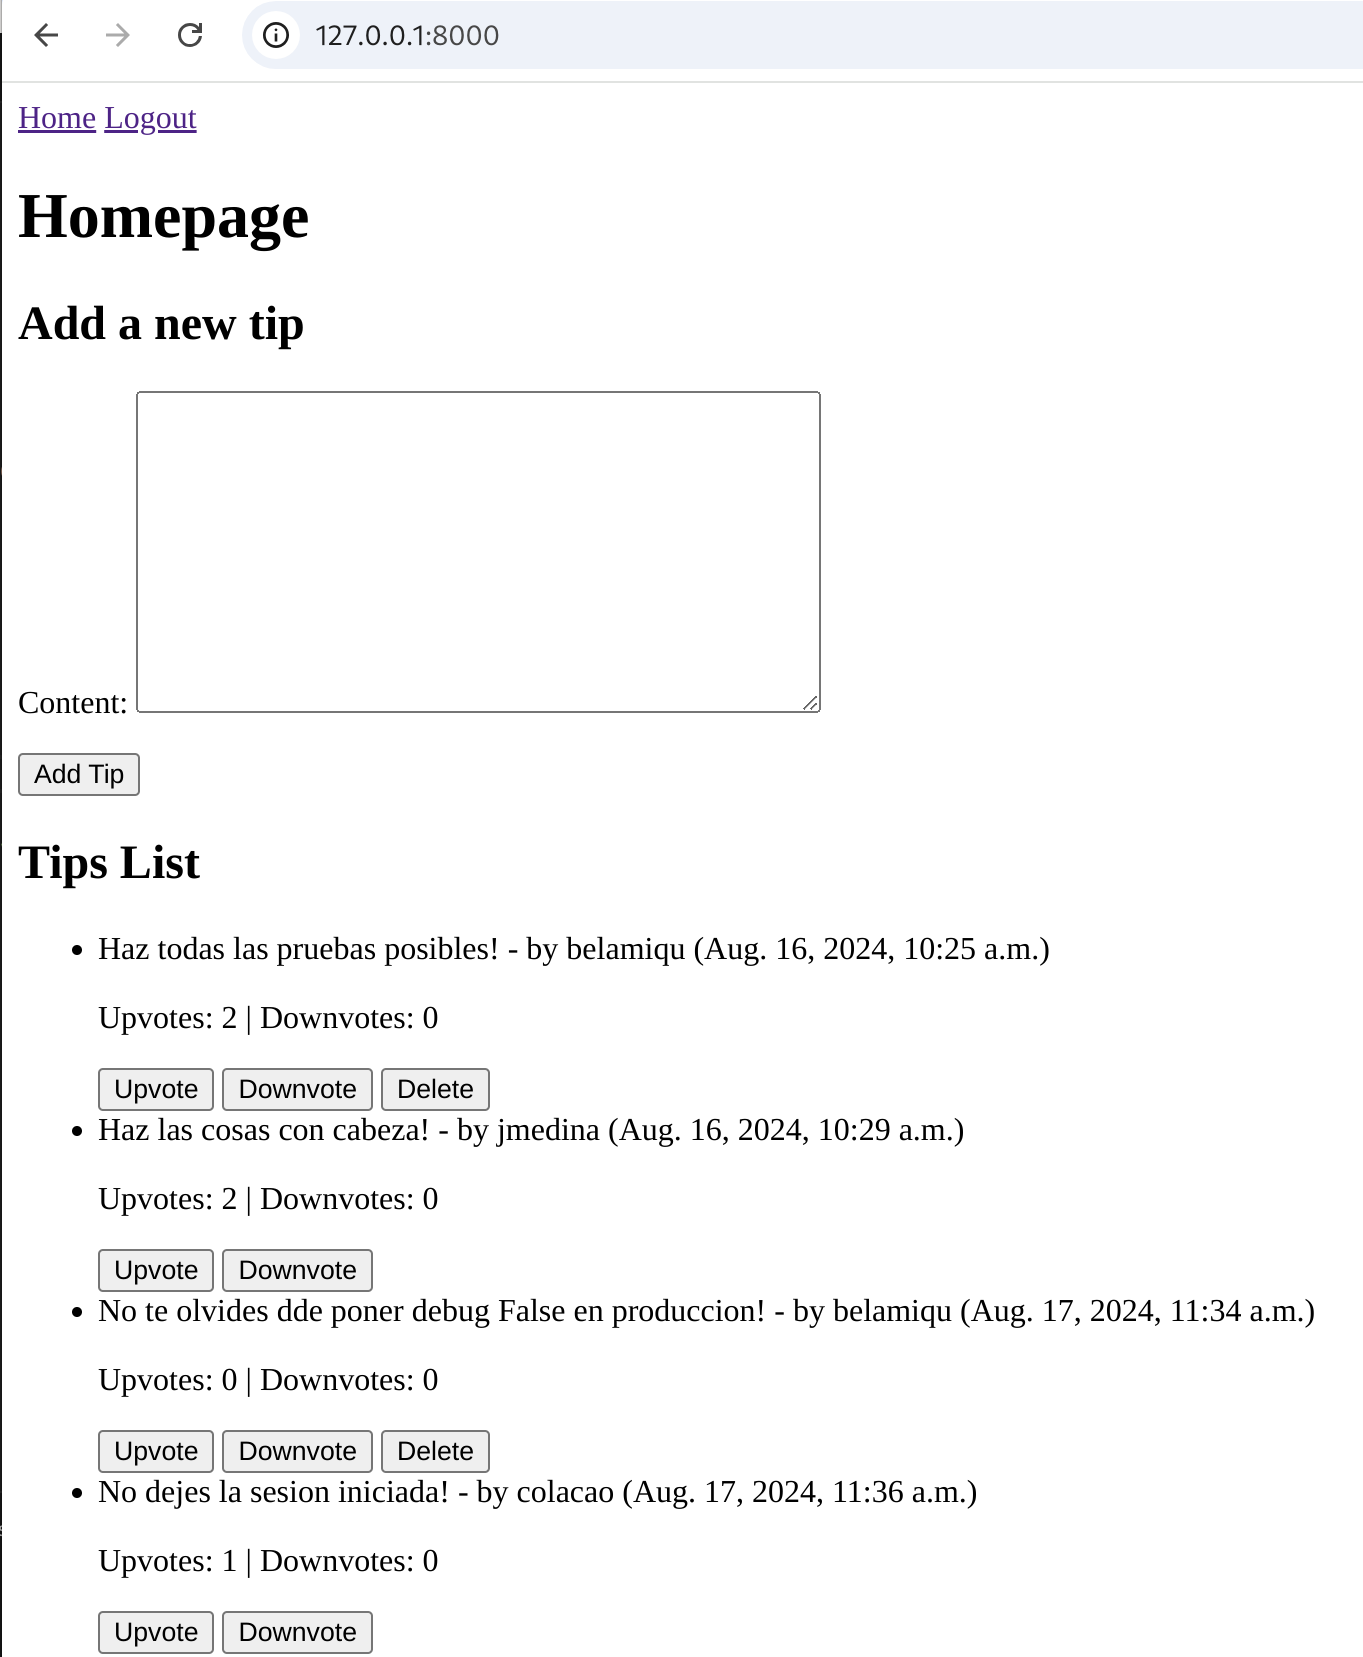 127.0.0.1:8000
Home Logout
Homepage
Add a new tip
Content:
Add Tip
Tips List
Haz todas las pruebas posibles! - by belamiqu (Aug. 16, 2024, 10:25 a.m.)
Upvotes: 2 | Downvotes: 0
Upvote Downvote Delete
Haz las cosas con cabeza! - by jmedina (Aug. 16, 2024, 10:29 a.m.)
Upvotes: 2 | Downvotes: 0
Upvote Downvote
No te olvides dde poner debug False en produccion! - by belamiqu (Aug. 17, 2024, 11:34 a.m.)
Upvotes: 0 | Downvotes: 0
Upvote Downvote Delete
No dejes la sesion iniciada! - by colacao (Aug. 17, 2024, 11:36 a.m.)
Upvotes: 1 | Downvotes: 0
Upvote Downvote